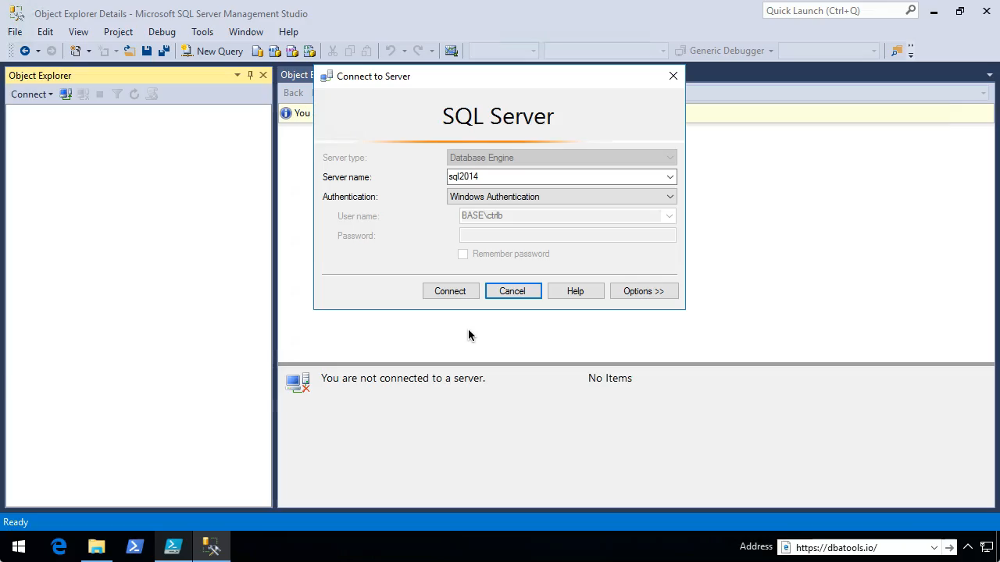 Object Explorer Details - Microsoft SQL Server Management Studio
Quick Launch (Ctrl+Q)
File Edit View Project Debug Tools Window Help
New Query
Generic Debugger
Object Explorer
Object E
Connect to Server
Connect
Back
SQL Server
You
Server type: Database Engine
Server name: sql2014
Authentication: Windows Authentication
User name: BASE\ctrlb
Password:
Remember password
Connect Cancel Help Options >>
You are not connected to a server. No Items
Ready
Address https://dbatools.io/